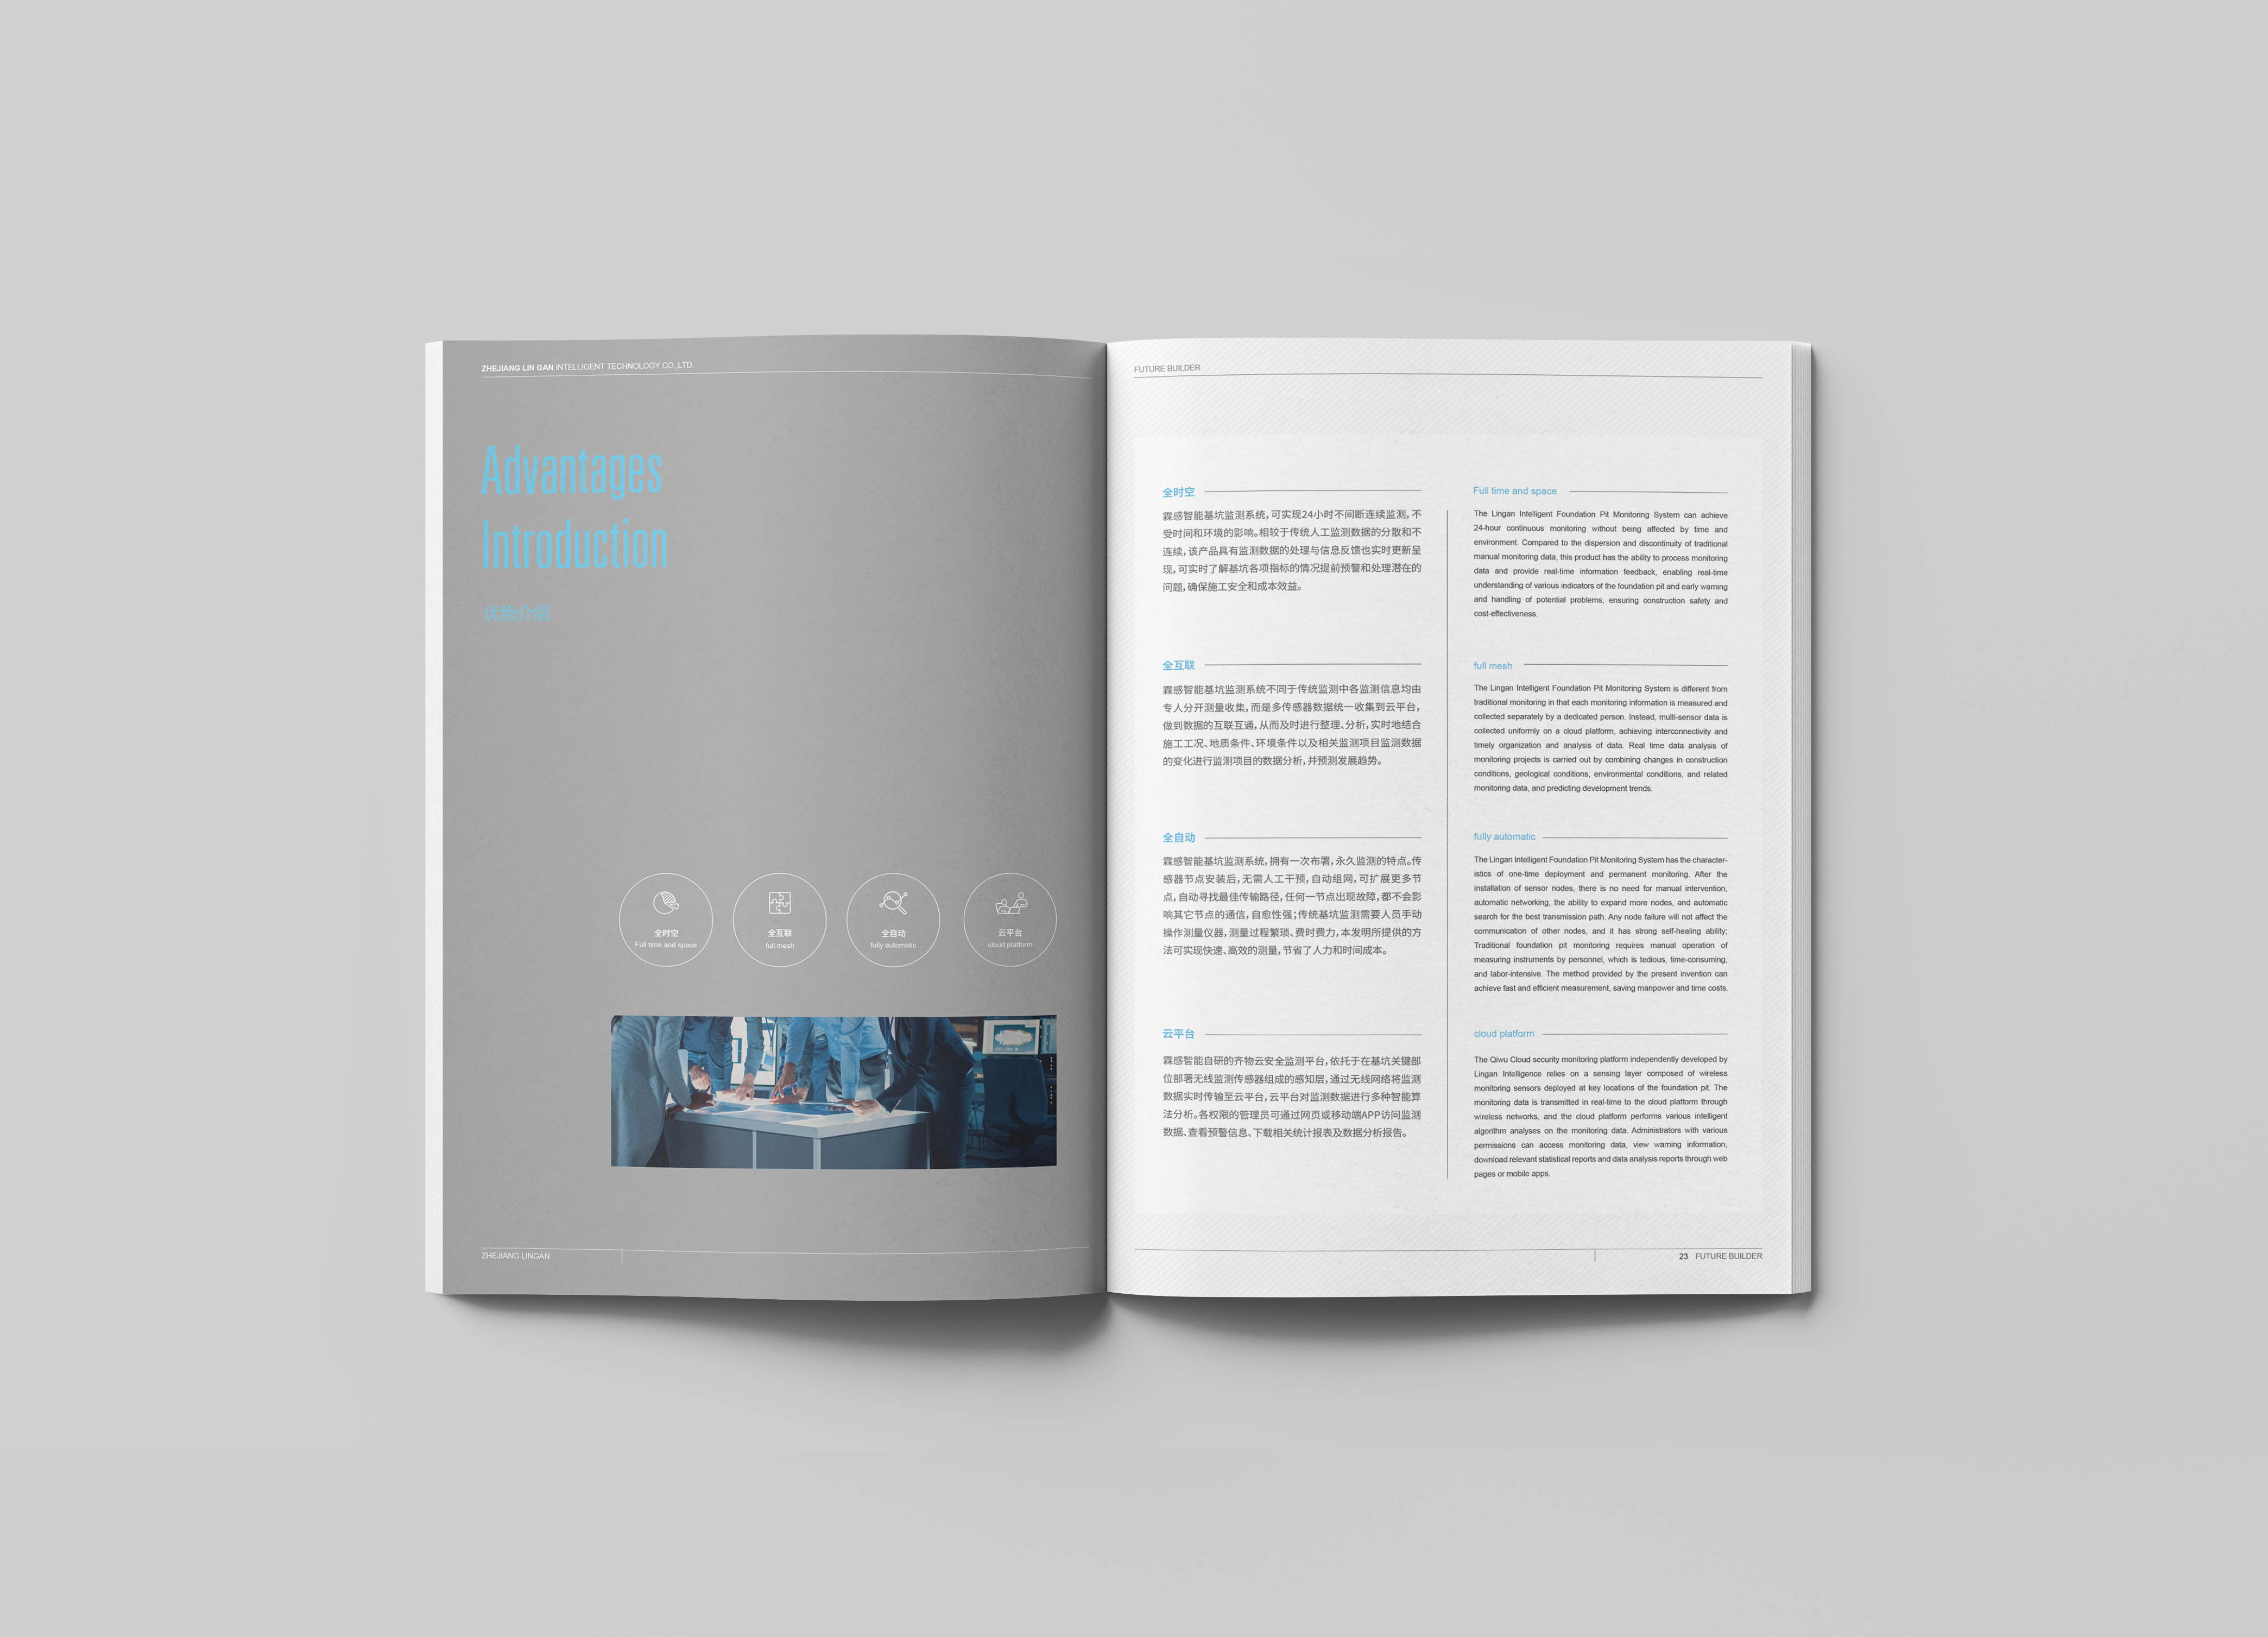 ZHEJIANG LIN GAN INTELLIGENT TECHNOLOGY CO.,LTD.
Advantages
Introduction
优势介绍
全时空
Full time and space
全互联
full mesh
全自动
fully automatic
云平台
cloud platform
ZHEJIANG LINGAN
FUTURE BUILDER
全时空
霖感智能基坑监测系统,可实现24小时不间断连续监测,不
受时间和环境的影响。相较于传统人工监测数据的分散和不
连续,该产品具有监测数据的处理与信息反馈也实时更新呈
现,可实时了解基坑各项指标的情况提前预警和处理潜在的
问题,确保施工安全和成本效益。
全互联
霖感智能基坑监测系统不同于传统监测中各监测信息均由
专人分开测量收集,而是多传感器数据统一收集到云平台,
做到数据的互联互通,从而及时进行整理、分析,实时地结合
施工工况、地质条件、环境条件以及相关监测项目监测数据
的变化进行监测项目的数据分析,并预测发展趋势。
全自动
霖感智能基坑监测系统,拥有一次布署,永久监测的特点。传
感器节点安装后,无需人工干预,自动组网,可扩展更多节
点,自动寻找最佳传输路径,任何一节点出现故障,都不会影
响其它节点的通信,自愈性强;传统基坑监测需要人员手动
操作测量仪器,测量过程繁琐、费时费力,本发明所提供的方
法可实现快速、高效的测量,节省了人力和时间成本。
云平台
霖感智能自研的齐物云安全监测平台,依托于在基坑关键部
位部署无线监测传感器组成的感知层,通过无线网络将监测
数据实时传输至云平台,云平台对监测数据进行多种智能算
法分析。各权限的管理员可通过网页或移动端APP访问监测
数据、查看预警信息、下载相关统计报表及数据分析报告。
Full time and space
The Lingan Intelligent Foundation Pit Monitoring System can achieve
24-hour continuous monitoring without being affected by time and
environment. Compared to the dispersion and discontinuity of traditional
manual monitoring data, this product has the ability to process monitoring
data and provide real-time information feedback, enabling real-time
understanding of various indicators of the foundation pit and early warning
and handling of potential problems, ensuring construction safety and
cost-effectiveness.
full mesh
The Lingan Intelligent Foundation Pit Monitoring System is different from
traditional monitoring in that each monitoring information is measured and
collected separately by a dedicated person. Instead, multi-sensor data is
collected uniformly on a cloud platform, achieving interconnectivity and
timely organization and analysis of data. Real time data analysis of
monitoring projects is carried out by combining changes in construction
conditions, geological conditions, environmental conditions, and related
monitoring data, and predicting development trends.
fully automatic
The Lingan Intelligent Foundation Pit Monitoring System has the character-
istics of one-time deployment and permanent monitoring. After the
installation of sensor nodes, there is no need for manual intervention,
automatic networking, the ability to expand more nodes, and automatic
search for the best transmission path. Any node failure will not affect the
communication of other nodes, and it has strong self-healing ability;
Traditional foundation pit monitoring requires manual operation of
measuring instruments by personnel, which is tedious, time-consuming,
and labor-intensive. The method provided by the present invention can
achieve fast and efficient measurement, saving manpower and time costs.
cloud platform
The Qiwu Cloud security monitoring platform independently developed by
Lingan Intelligence relies on a sensing layer composed of wireless
monitoring sensors deployed at key locations of the foundation pit. The
monitoring data is transmitted in real-time to the cloud platform through
wireless networks, and the cloud platform performs various intelligent
algorithm analyses on the monitoring data. Administrators with various
permissions can access monitoring data, view warning information,
download relevant statistical reports and data analysis reports through web
pages or mobile apps.
23 FUTURE BUILDER